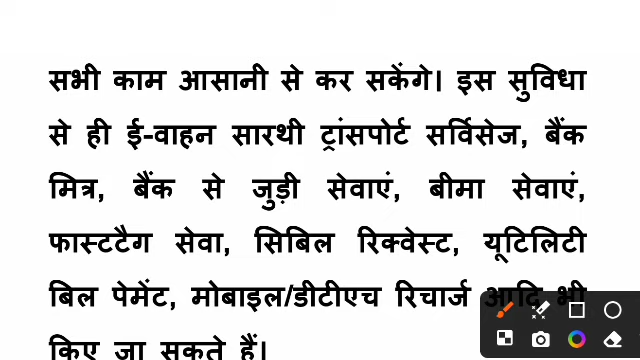 सभी काम आसानी से कर सकेंगे। इस सुविधा
से ही ई-वाहन सारथी ट्रांसपोर्ट सर्विसेज, बैंक
मित्र, बैंक से जुड़ी सेवाएं, बीमा सेवाएं,
फास्टटैग सेवा, सिबिल रिक्वेस्ट, यूटिलिटी
बिल पेमेंट, मोबाइल/डीटीएच रिचार्ज आदि भी
किए जा सकते हैं।